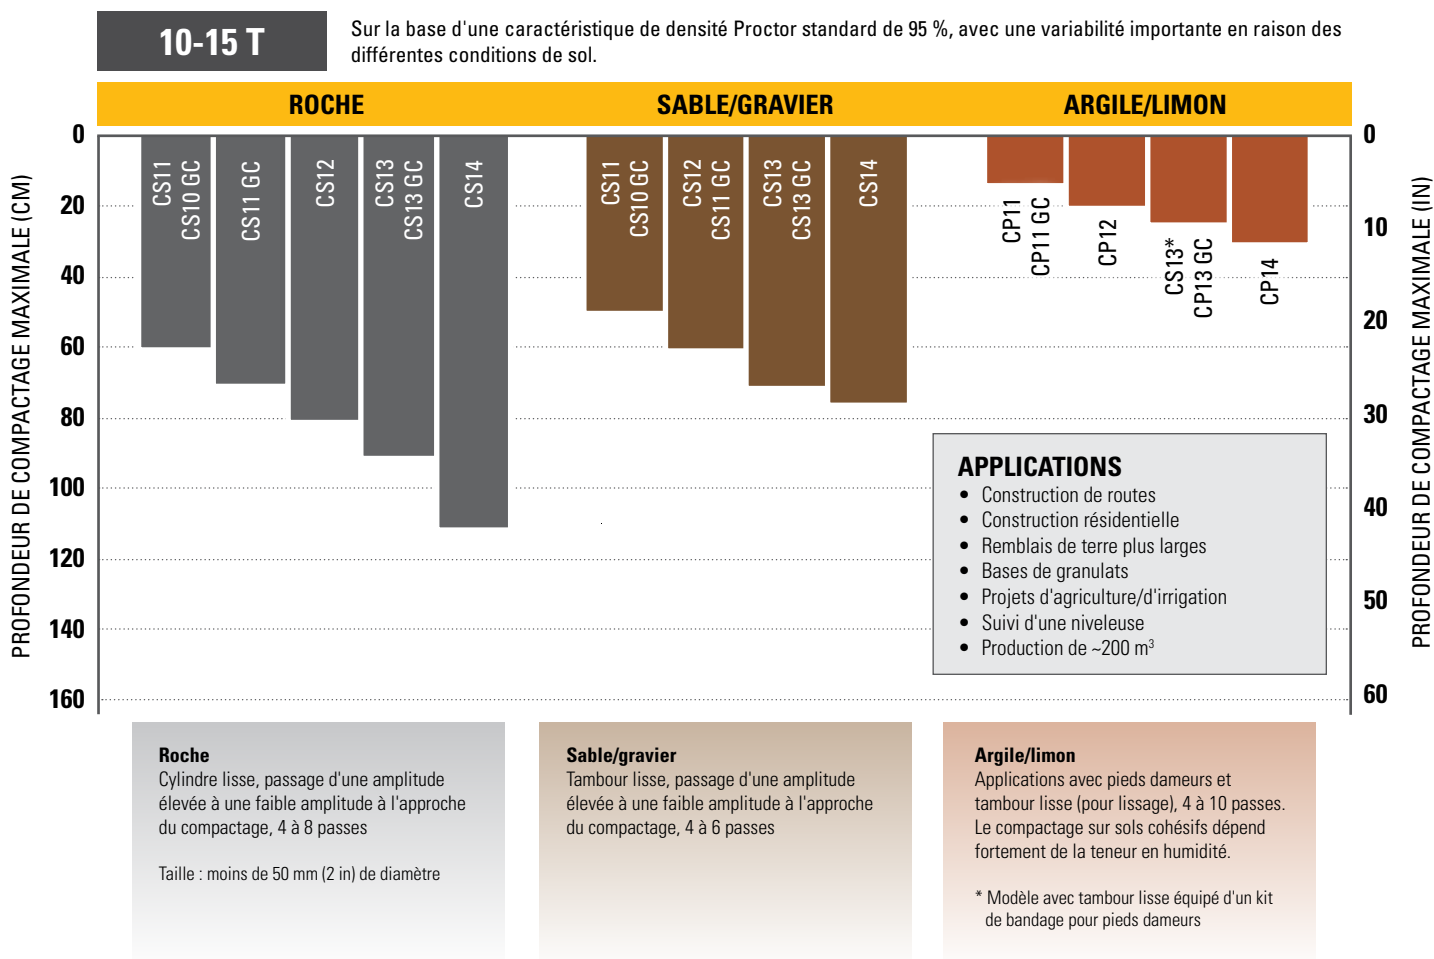 10-15 T
Sur la base d'une caractéristique de densité Proctor standard de 95 %, avec une variabilité importante en raison des
différentes conditions de sol.
ROCHE
SABLE/GRAVIER
ARGILE/LIMON
PROFONDEUR DE COMPACTAGE MAXIMALE (CM)
0
20
40
60
80
100
120
140
160
CS11
CS10 GC
CS11 GC
CS12
CS13
CS13 GC
CS14
CS11
CS10 GC
CS12
CS11 GC
CS13
CS13 GC
CS14
CP11
CP11 GC
CP12
CS13*
CP13 GC
CP14
0
10
20
30
40
50
60
PROFONDEUR DE COMPACTAGE MAXIMALE (IN)
APPLICATIONS
• Construction de routes
• Construction résidentielle
• Remblais de terre plus larges
• Bases de granulats
• Projets d'agriculture/d'irrigation
• Suivi d'une niveleuse
• Production de ~200 m³
Roche
Cylindre lisse, passage d'une amplitude
élevée à une faible amplitude à l'approche
du compactage, 4 à 8 passes
Taille : moins de 50 mm (2 in) de diamètre
Sable/gravier
Tambour lisse, passage d'une amplitude
élevée à une faible amplitude à l'approche
du compactage, 4 à 6 passes
Argile/limon
Applications avec pieds dameurs et
tambour lisse (pour lissage), 4 à 10 passes.
Le compactage sur sols cohésifs dépend
fortement de la teneur en humidité.
* Modèle avec tambour lisse équipé d'un kit
de bandage pour pieds dameurs